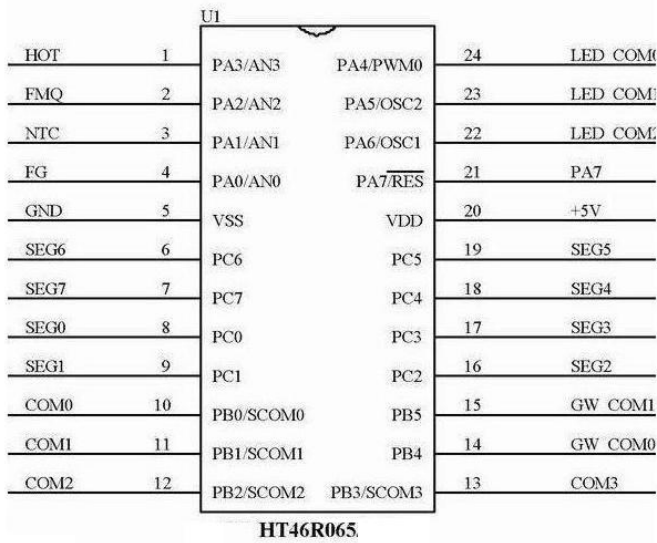 U1
HOT 1 PA3/AN3 PA4/PWM0 24 LED COM0
FMQ 2 PA2/AN2 PA5/OSC2 23 LED COM1
NTC 3 PA1/AN1 PA6/OSC1 22 LED COM2
FG 4 PA0/AN0 PA7/RES 21 PA7
GND 5 VSS VDD 20 +5V
SEG6 6 PC6 PC5 19 SEG5
SEG7 7 PC7 PC4 18 SEG4
SEG0 8 PC0 PC3 17 SEG3
SEG1 9 PC1 PC2 16 SEG2
COM0 10 PB0/SCOM0 PB5 15 GW COM1
COM1 11 PB1/SCOM1 PB4 14 GW COM0
COM2 12 PB2/SCOM2 PB3/SCOM3 13 COM3
HT46R065